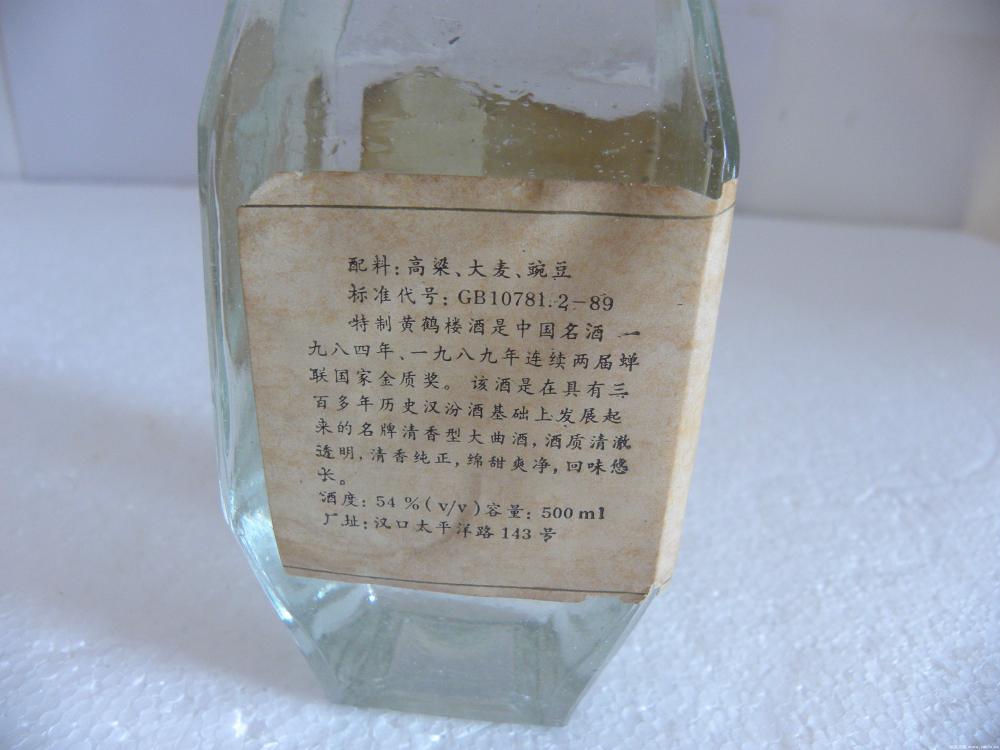 配料:高粱、大麦、豌豆
标准代号:GB10781.2-89
特制黄鹤楼酒是中国名酒 一
九八四年、一九八九年连续两届蝉
联国家金质奖。该酒是在具有三
百多年历史汉汾酒基础上发展起
来的名牌清香型大曲酒,酒质清澈
透明,清香纯正,绵甜爽净,回味悠
长。
酒度:54%(v/v)容量:500ml
厂址:汉口太平洋路143号